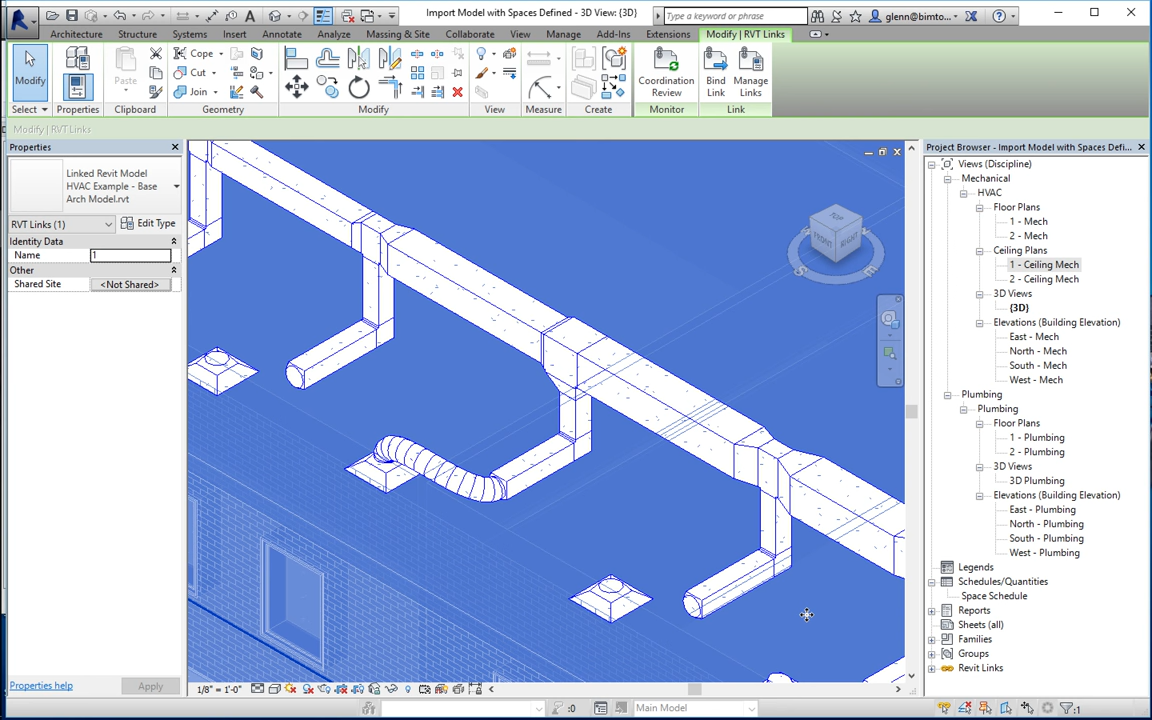 Import Model with Spaces Defined - 3D View: {3D}
Type a keyword or phrase
glenn@bimto...
Architecture Structure Systems Insert Annotate Analyze Massing & Site Collaborate View Manage Add-Ins Extensions Modify | RVT Links
Modify
Properties
Paste
Cope
Cut
Join
Coordination Review
Bind Link
Manage Links
Select Properties Clipboard Geometry Modify View Measure Create Monitor Link
Modify | RVT Links
Properties
Linked Revit Model
HVAC Example - Base
Arch Model.rvt
RVT Links (1)
Edit Type
Identity Data
Name 1
Other
Shared Site <Not Shared>
Properties help
Apply
TOP
FRONT
RIGHT
S
E
Project Browser - Import Model with Spaces Defi...
Views (Discipline)
Mechanical
HVAC
Floor Plans
1 - Mech
2 - Mech
Ceiling Plans
1 - Ceiling Mech
2 - Ceiling Mech
3D Views
{3D}
Elevations (Building Elevation)
East - Mech
North - Mech
South - Mech
West - Mech
Plumbing
Plumbing
Floor Plans
1 - Plumbing
2 - Plumbing
3D Views
3D Plumbing
Elevations (Building Elevation)
East - Plumbing
North - Plumbing
South - Plumbing
West - Plumbing
Legends
Schedules/Quantities
Space Schedule
Reports
Sheets (all)
Families
Groups
Revit Links
1/8" = 1'-0"
:0
Main Model
:1